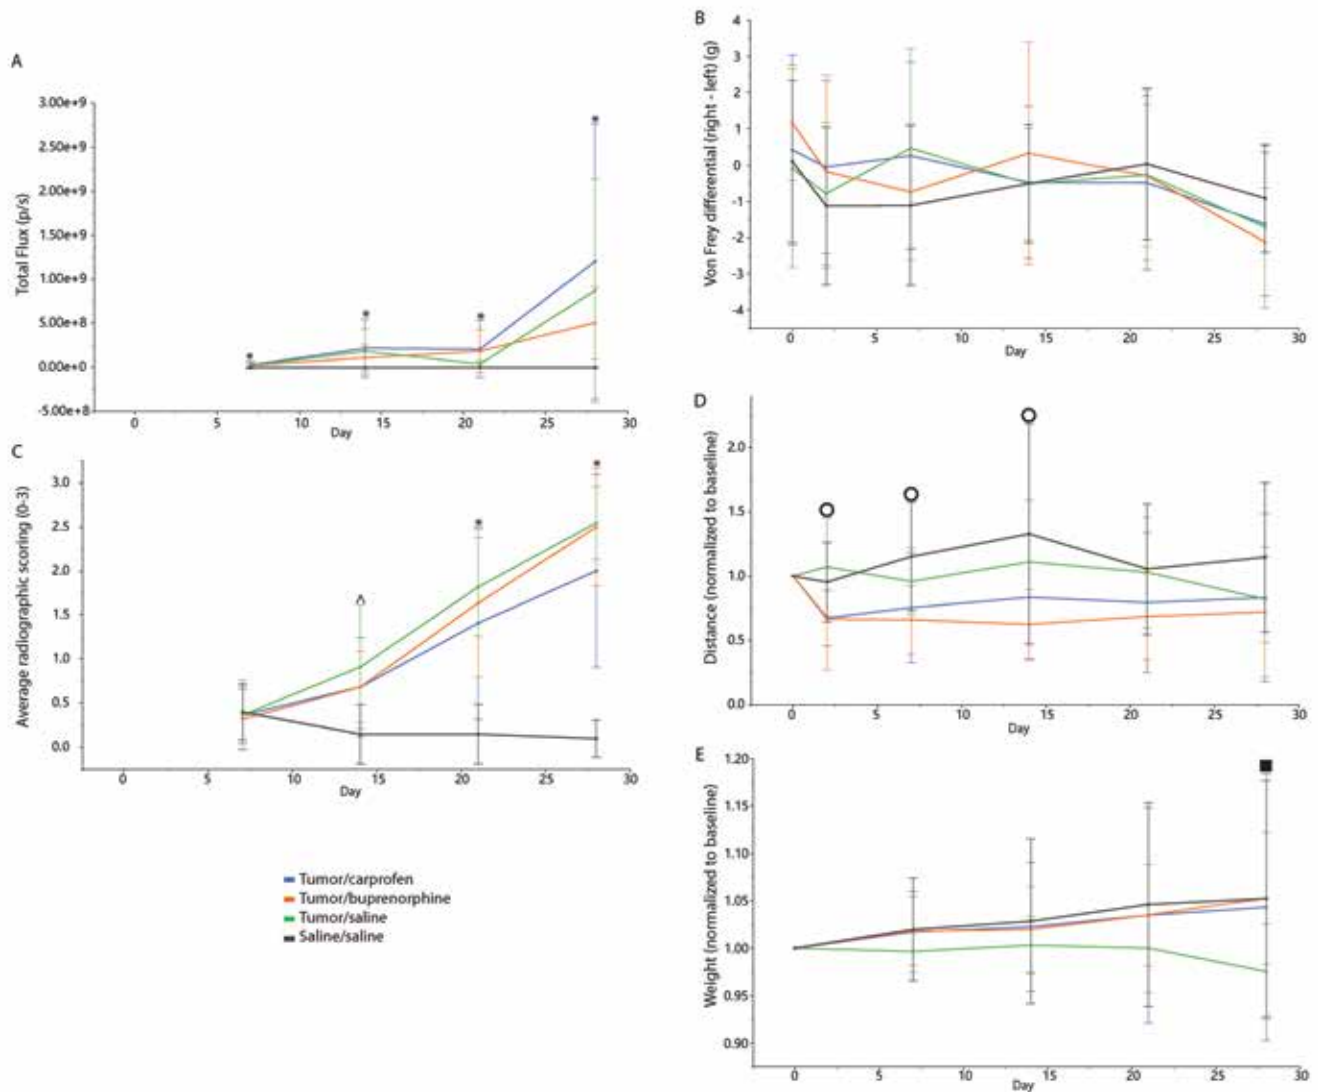 A
Total Flux (p/s)
3.00e+9
2.50e+9
2.00e+9
1.50e+9
1.00e+9
5.00e+8
0.00e+0
-5.00e+8
0 5 10 15 20 25 30
Day
B
Von Frey differential (right - left) (g)
4
3
2
1
0
-1
-2
-3
-4
0 5 10 15 20 25 30
Day
C
Average radiographic scoring (0-3)
3.0
2.5
2.0
1.5
1.0
0.5
0.0
0 5 10 15 20 25 30
Day
D
Distance (normalized to baseline)
2.0
1.5
1.0
0.5
0.0
0 5 10 15 20 25 30
Day
E
Weight (normalized to baseline)
1.20
1.15
1.10
1.05
1.00
0.95
0.90
0 5 10 15 20 25 30
Day
Tumor/carprofen
Tumor/buprenorphine
Tumor/saline
Saline/saline